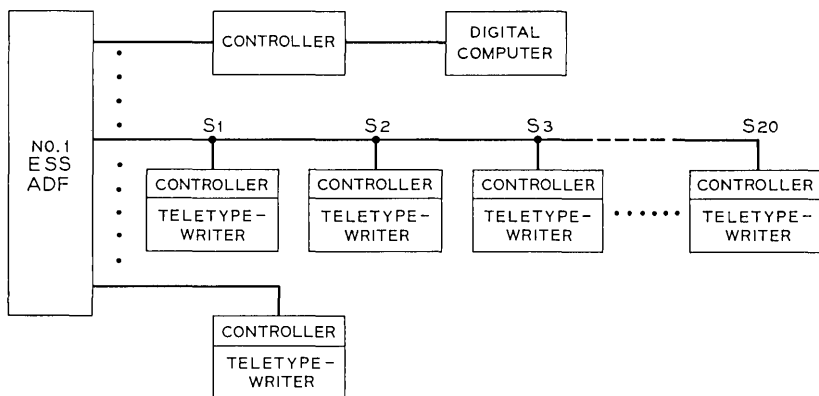 NO. 1
ESS
ADF
CONTROLLER
DIGITAL
COMPUTER
S1
S2
S3
S20
CONTROLLER
TELETYPE-
WRITER
CONTROLLER
TELETYPE-
WRITER
CONTROLLER
TELETYPE-
WRITER
CONTROLLER
TELETYPE-
WRITER
CONTROLLER
TELETYPE-
WRITER